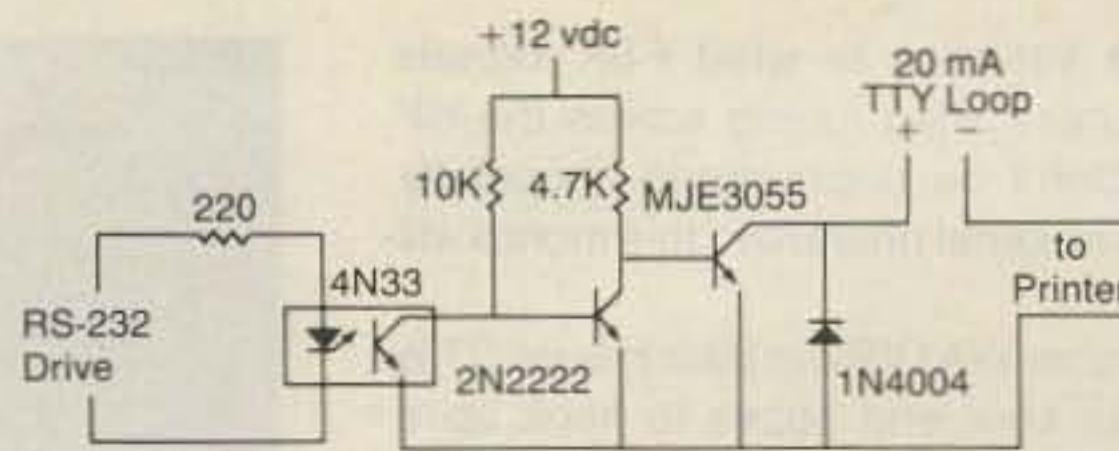 +12 vdc
20 mA
TTY Loop
+ -
10K
4.7K
MJE3055
220
4N33
to
Printer
RS-232
Drive
2N2222
1N4004